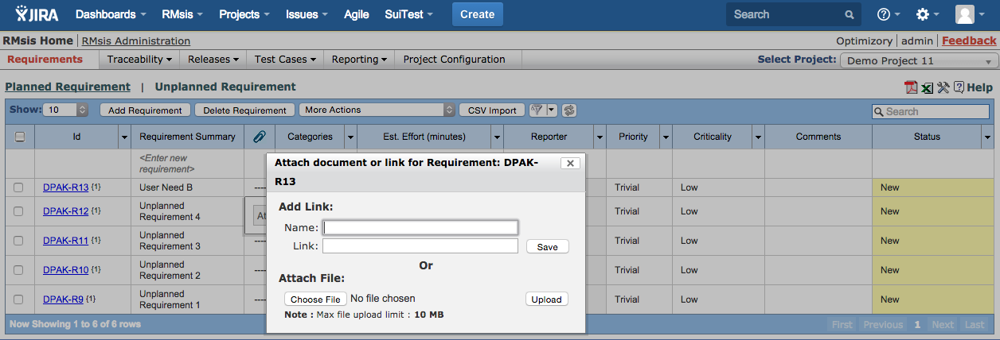 JIRA Dashboards RMsis Projects Issues Agile SuiTest Create Search
RMsis Home | RMsis Administration Optimizory | admin | Feedback
Requirements Traceability Releases Test Cases Reporting Project Configuration Select Project: Demo Project 11
Planned Requirement | Unplanned Requirement Help
Show: 10 Add Requirement Delete Requirement More Actions CSV Import Search
Id Requirement Summary Categories Est. Effort (minutes) Reporter Priority Criticality Comments Status
<Enter new
requirement>
Attach document or link for Requirement: DPAK-
R13
DPAK-R13 {1} User Need B ---- Trivial Low New
DPAK-R12 {1} Unplanned
Requirement 4 At Trivial Low New
DPAK-R11 {1} Unplanned
Requirement 3 ---- Trivial Low New
DPAK-R10 {1} Unplanned
Requirement 2 ---- Trivial Low New
DPAK-R9 {1} Unplanned
Requirement 1 ---- Trivial Low New
Add Link:
Name:
Link: Save
Or
Attach File:
Choose File No file chosen Upload
Note : Max file upload limit : 10 MB
Now Showing 1 to 6 of 6 rows First Previous 1 Next Last